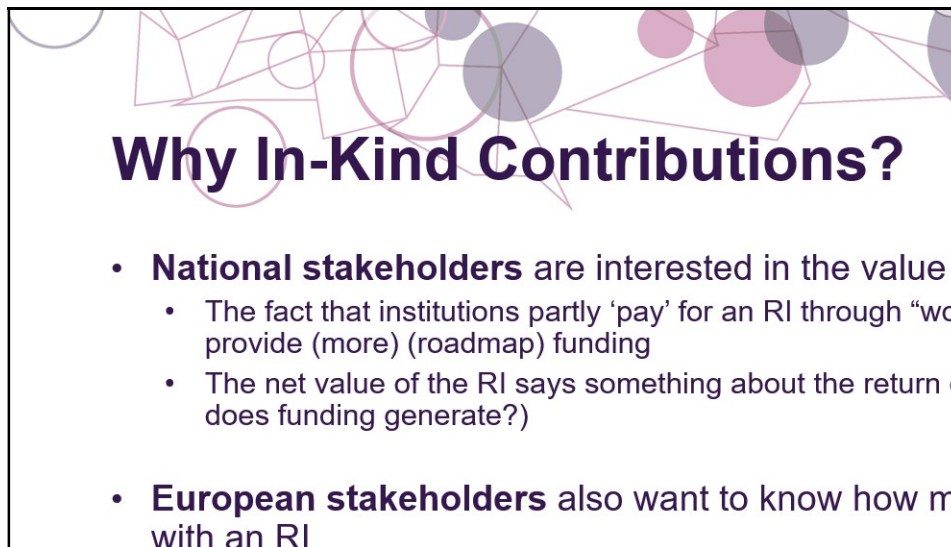 Why In-Kind Contributions?
• National stakeholders are interested in the value
• The fact that institutions partly ‘pay’ for an RI through
provide (more) (roadmap) funding
• The net value of the RI says something about the return
does funding generate?)
• European stakeholders also want to know how
with an RI